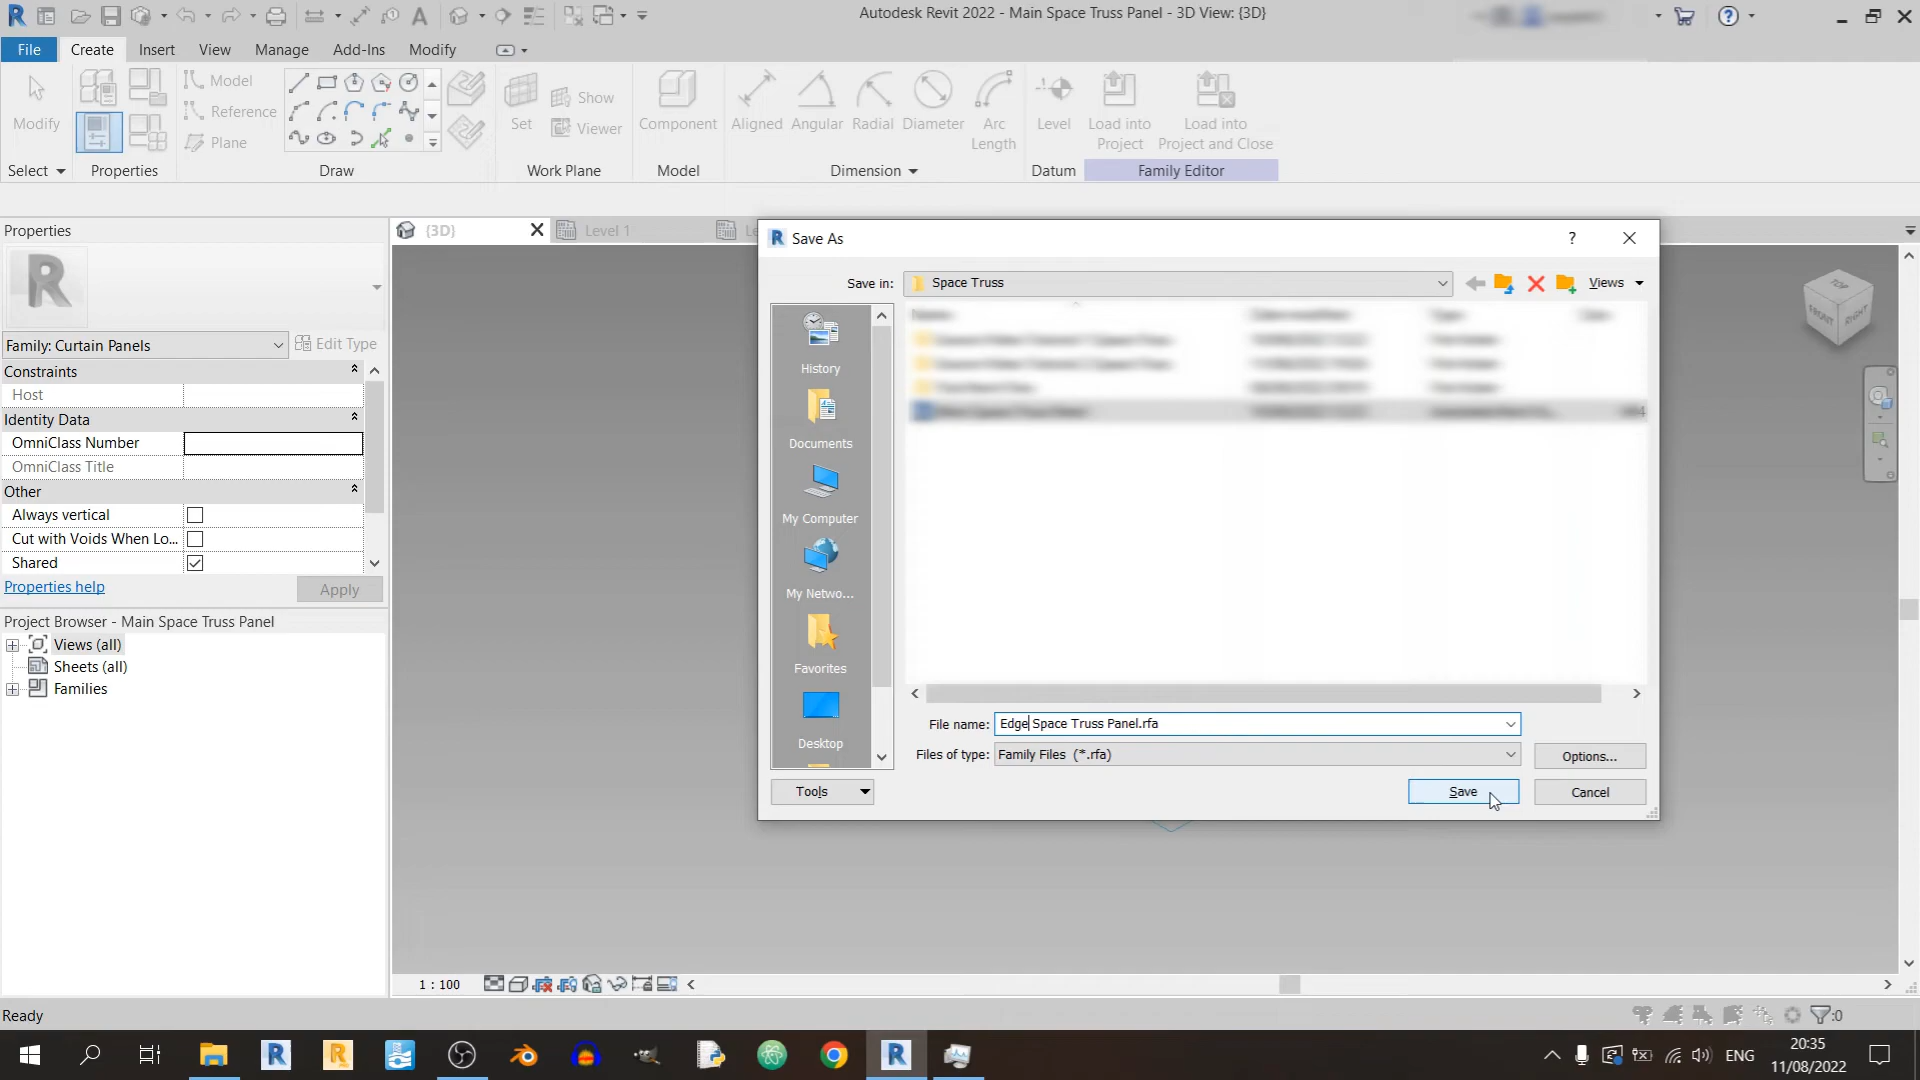 Autodesk Revit 2022 - Main Space Truss Panel - 3D View: {3D}
File Create Insert View Manage Add-Ins Modify
Modify
Model
Reference
Plane
Set
Show
Viewer
Component
Aligned
Angular
Radial
Diameter
Arc
Length
Level
Load into
Project
Load into
Project and Close
Select Properties Draw Work Plane Model Dimension Datum Family Editor
Properties
Family: Curtain Panels
Edit Type
Constraints
Host
Identity Data
OmniClass Number
OmniClass Title
Other
Always vertical
Cut with Voids When Lo...
Shared
Properties help
Apply
Project Browser - Main Space Truss Panel
Views (all)
Sheets (all)
Families
{3D}
Level 1
Le
Save As
?
Save in:
Space Truss
Views
History
Documents
My Computer
My Netwo...
Favorites
Desktop
Tools
File name:
Edge Space Truss Panel.rfa
Files of type:
Family Files (*.rfa)
Options...
Save
Cancel
TOP
FRONT
RIGHT
1 : 100
Ready
:0
ENG
20:35
11/08/2022